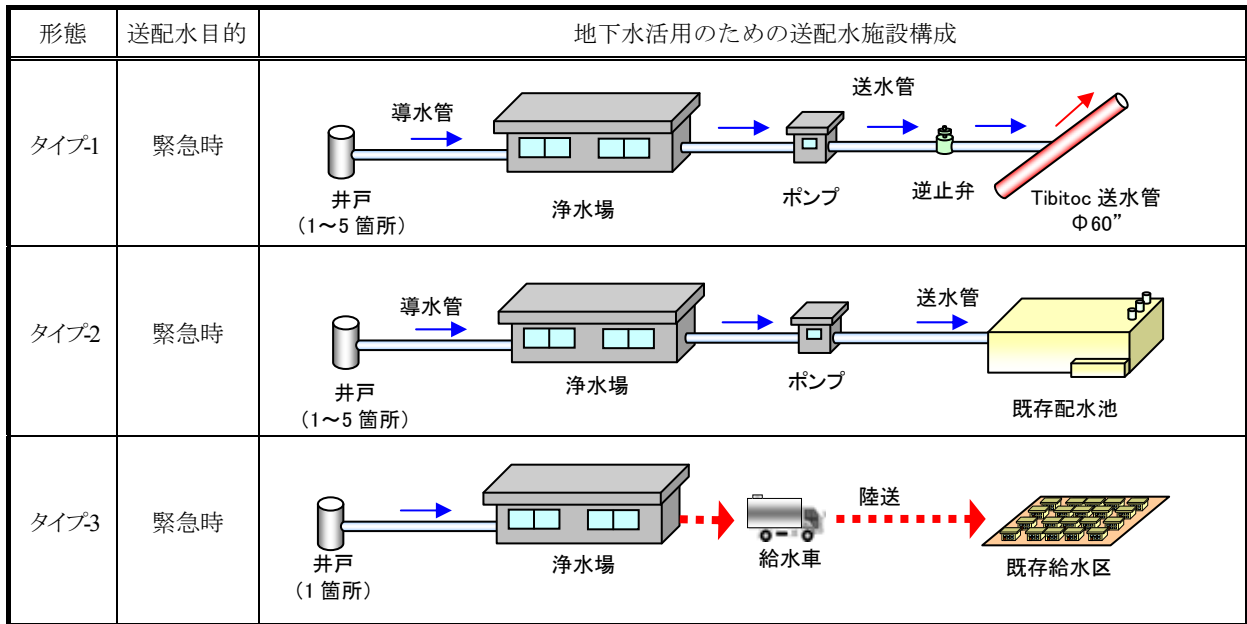 形態 送配水目的 地下水活用のための送配水施設構成
タイプ-1 緊急時
導水管
送水管
井戸
(1～5 箇所)
浄水場
ポンプ
逆止弁
Tibitoc 送水管
Φ60”
タイプ-2 緊急時
導水管
送水管
井戸
(1～5 箇所)
浄水場
ポンプ
既存配水池
タイプ-3 緊急時
陸送
井戸
(1 箇所)
浄水場
給水車
既存給水区